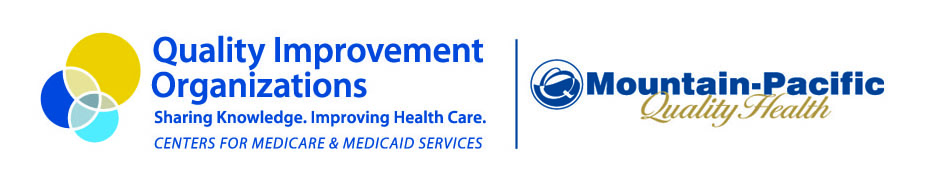 Quality Improvement
Organizations
Sharing Knowledge. Improving Health Care.
CENTERS FOR MEDICARE & MEDICAID SERVICES
Mountain-Pacific
Quality Health